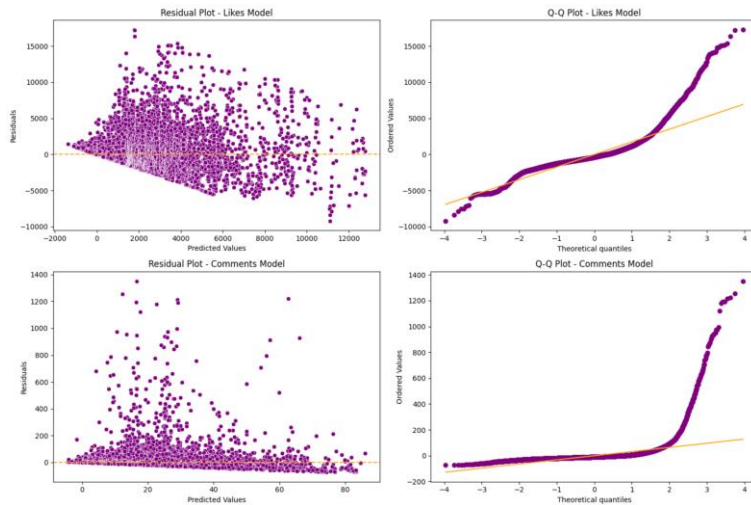 Residual Plot - Likes Model
Residuals
15000
10000
5000
0
−5000
−10000
−2000 0 2000 4000 6000 8000 10000 12000
Predicted Values
Q-Q Plot - Likes Model
Ordered Values
15000
10000
5000
0
−5000
−10000
−4 −3 −2 −1 0 1 2 3 4
Theoretical quantiles
Residual Plot - Comments Model
Residuals
1400
1200
1000
800
600
400
200
0
0 20 40 60 80
Predicted Values
Q-Q Plot - Comments Model
Ordered Values
1400
1200
1000
800
600
400
200
0
−200
−4 −3 −2 −1 0 1 2 3 4
Theoretical quantiles